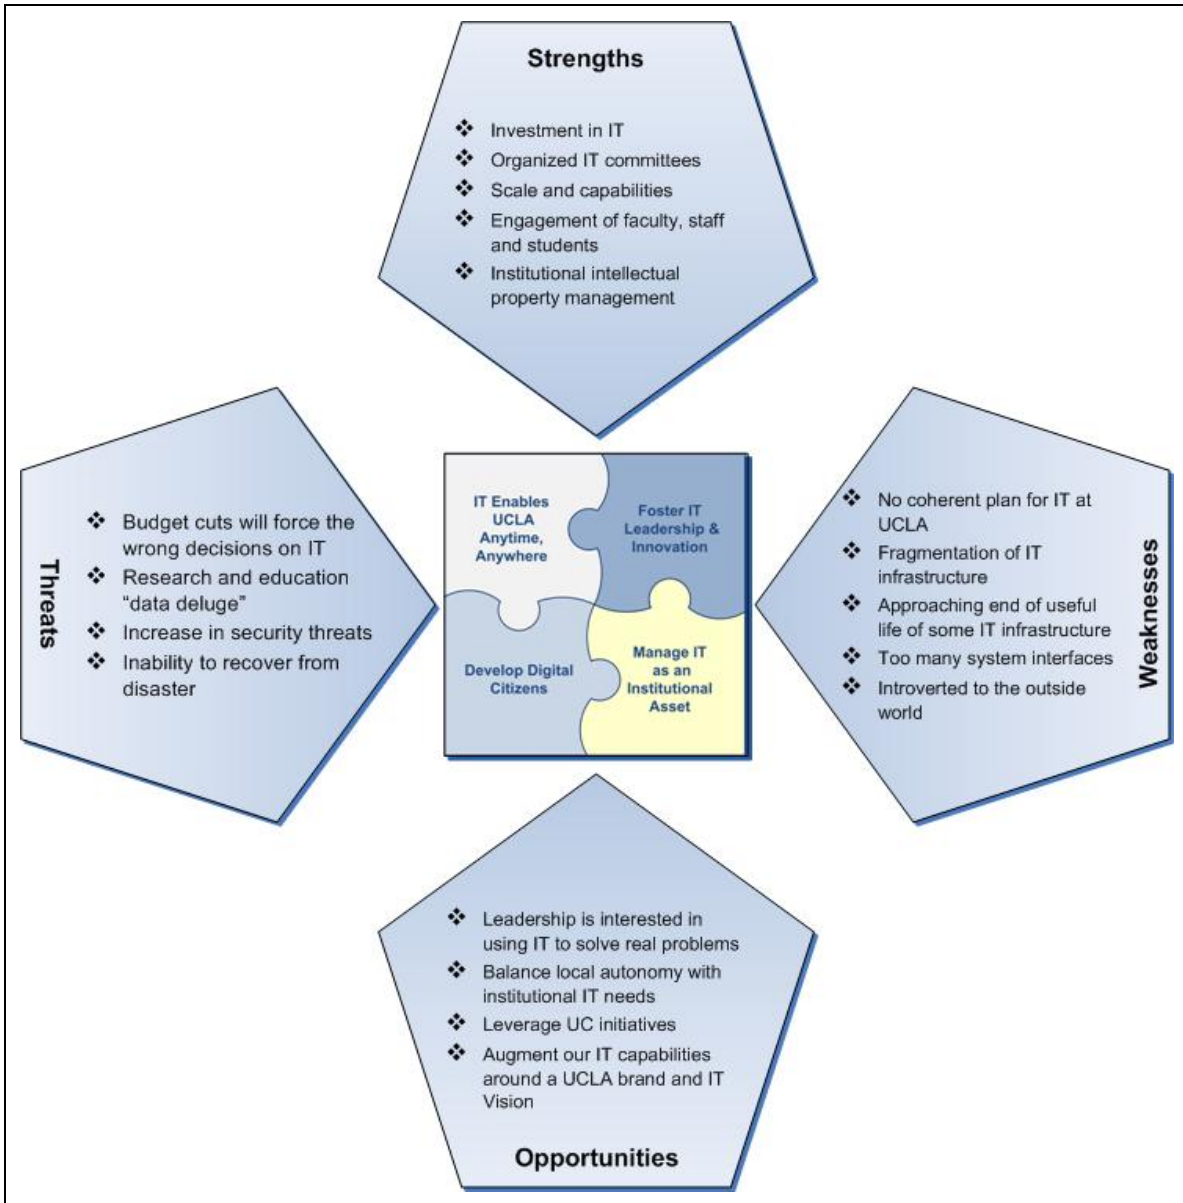 Strengths
❖ Investment in IT
❖ Organized IT committees
❖ Scale and capabilities
❖ Engagement of faculty, staff
and students
❖ Institutional intellectual
property management
Threats
❖ Budget cuts will force the
wrong decisions on IT
❖ Research and education
“data deluge”
❖ Increase in security threats
❖ Inability to recover from
disaster
IT Enables
UCLA
Anytime,
Anywhere
Foster IT
Leadership &
Innovation
Develop Digital
Citizens
Manage IT
as an
Institutional
Asset
❖ No coherent plan for IT at
UCLA
❖ Fragmentation of IT
infrastructure
❖ Approaching end of useful
life of some IT infrastructure
❖ Too many system interfaces
❖ Introverted to the outside
world
Weaknesses
❖ Leadership is interested in
using IT to solve real problems
❖ Balance local autonomy with
institutional IT needs
❖ Leverage UC initiatives
❖ Augment our IT capabilities
around a UCLA brand and IT
Vision
Opportunities